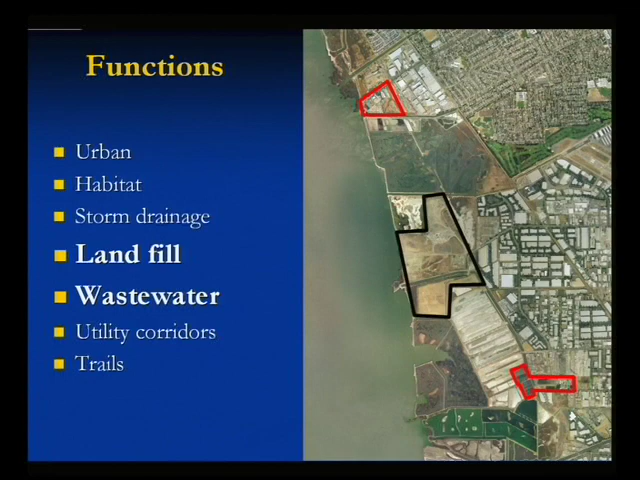 Functions
Urban
Habitat
Storm drainage
Land fill
Wastewater
Utility corridors
Trails